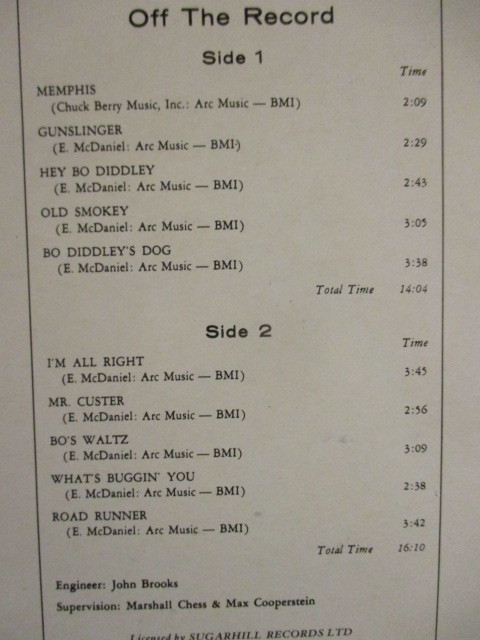 Off The Record
Side 1
Time
MEMPHIS
(Chuck Berry Music, Inc.: Arc Music — BMI) 2:09
GUNSLINGER
(E. McDaniel: Arc Music — BMI) 2:29
HEY BO DIDDLEY
(E. McDaniel: Arc Music — BMI) 2:43
OLD SMOKEY
(E. McDaniel: Arc Music — BMI) 3:05
BO DIDDLEY'S DOG
(E. McDaniel: Arc Music — BMI) 3:38
Total Time 14:04
Side 2
Time
I'M ALL RIGHT
(E. McDaniel: Arc Music — BMI) 3:45
MR. CUSTER
(E. McDaniel: Arc Music — BMI) 2:56
BO'S WALTZ
(E. McDaniel: Arc Music — BMI) 3:09
WHAT'S BUGGIN' YOU
(E. McDaniel: Arc Music — BMI) 2:38
ROAD RUNNER
(E. McDaniel: Arc Music — BMI) 3:42
Total Time 16:10
Engineer: John Brooks
Supervision: Marshall Chess & Max Cooperstein
Licensed by SUGARHILL RECORDS LTD